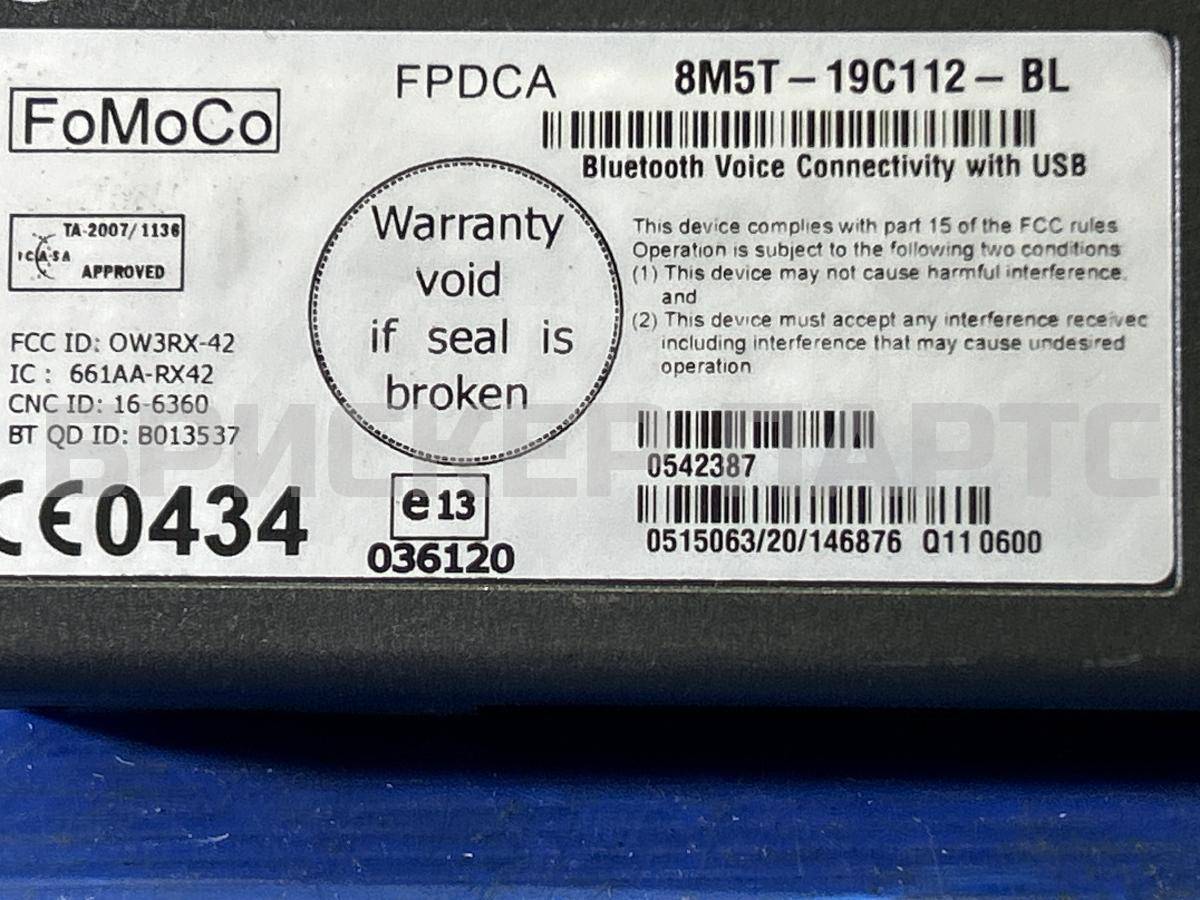 FoMoCo
FPDCA
8M5T-19C112-BL
Bluetooth Voice Connectivity with USB
TA-2007/1136
ICASA
APPROVED
Warranty
void
if seal is
broken
This device complies with part 15 of the FCC rules
Operation is subject to the following two conditions
(1) This device may not cause harmful interference.
and
(2) This device must accept any interference receivec
including interference that may cause undesired
operation
FCC ID: OW3RX-42
IC : 661AA-RX42
CNC ID: 16-6360
BT QD ID: B013537
CE0434
e13
036120
0542387
0515063/20/146876 Q11 0600
БРИСКЕР ПАРТС